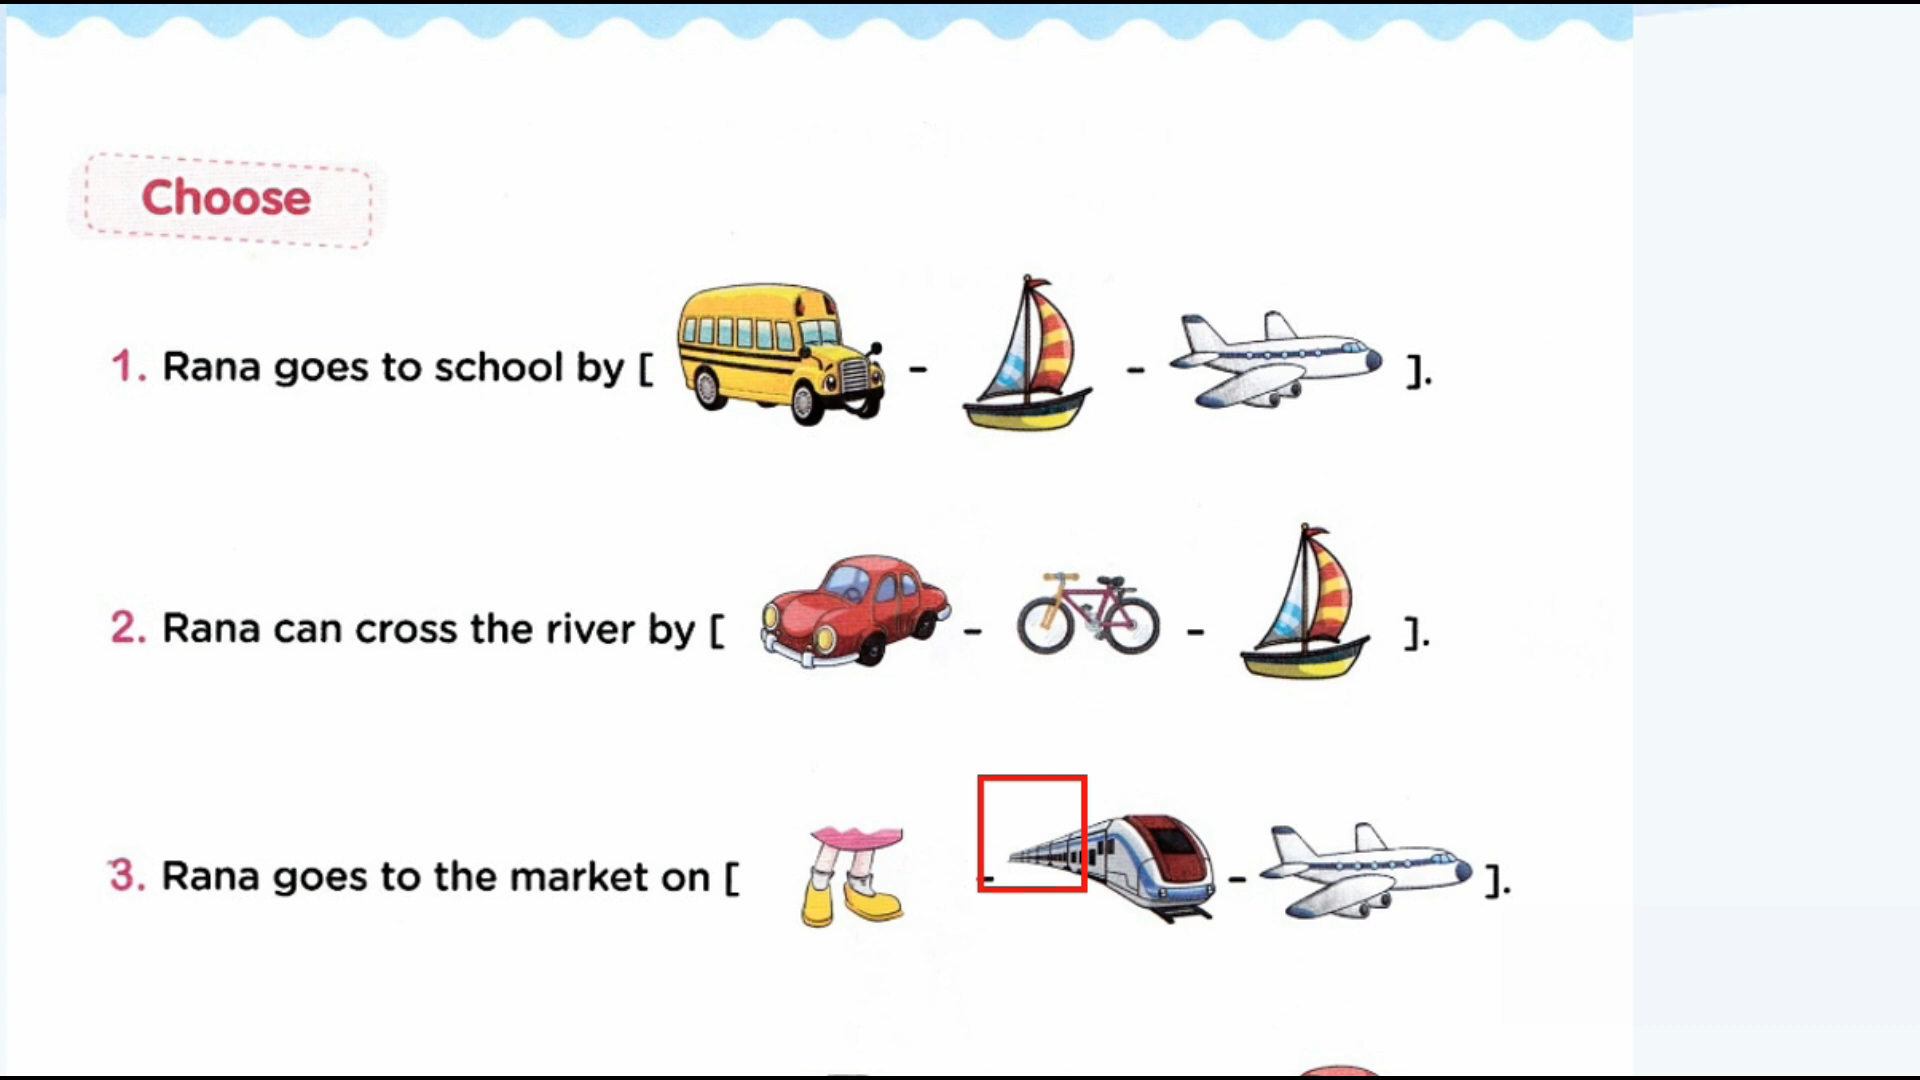 Choose
1. Rana goes to school by [ - - ].
2. Rana can cross the river by [ - - ].
3. Rana goes to the market on [ - - ].